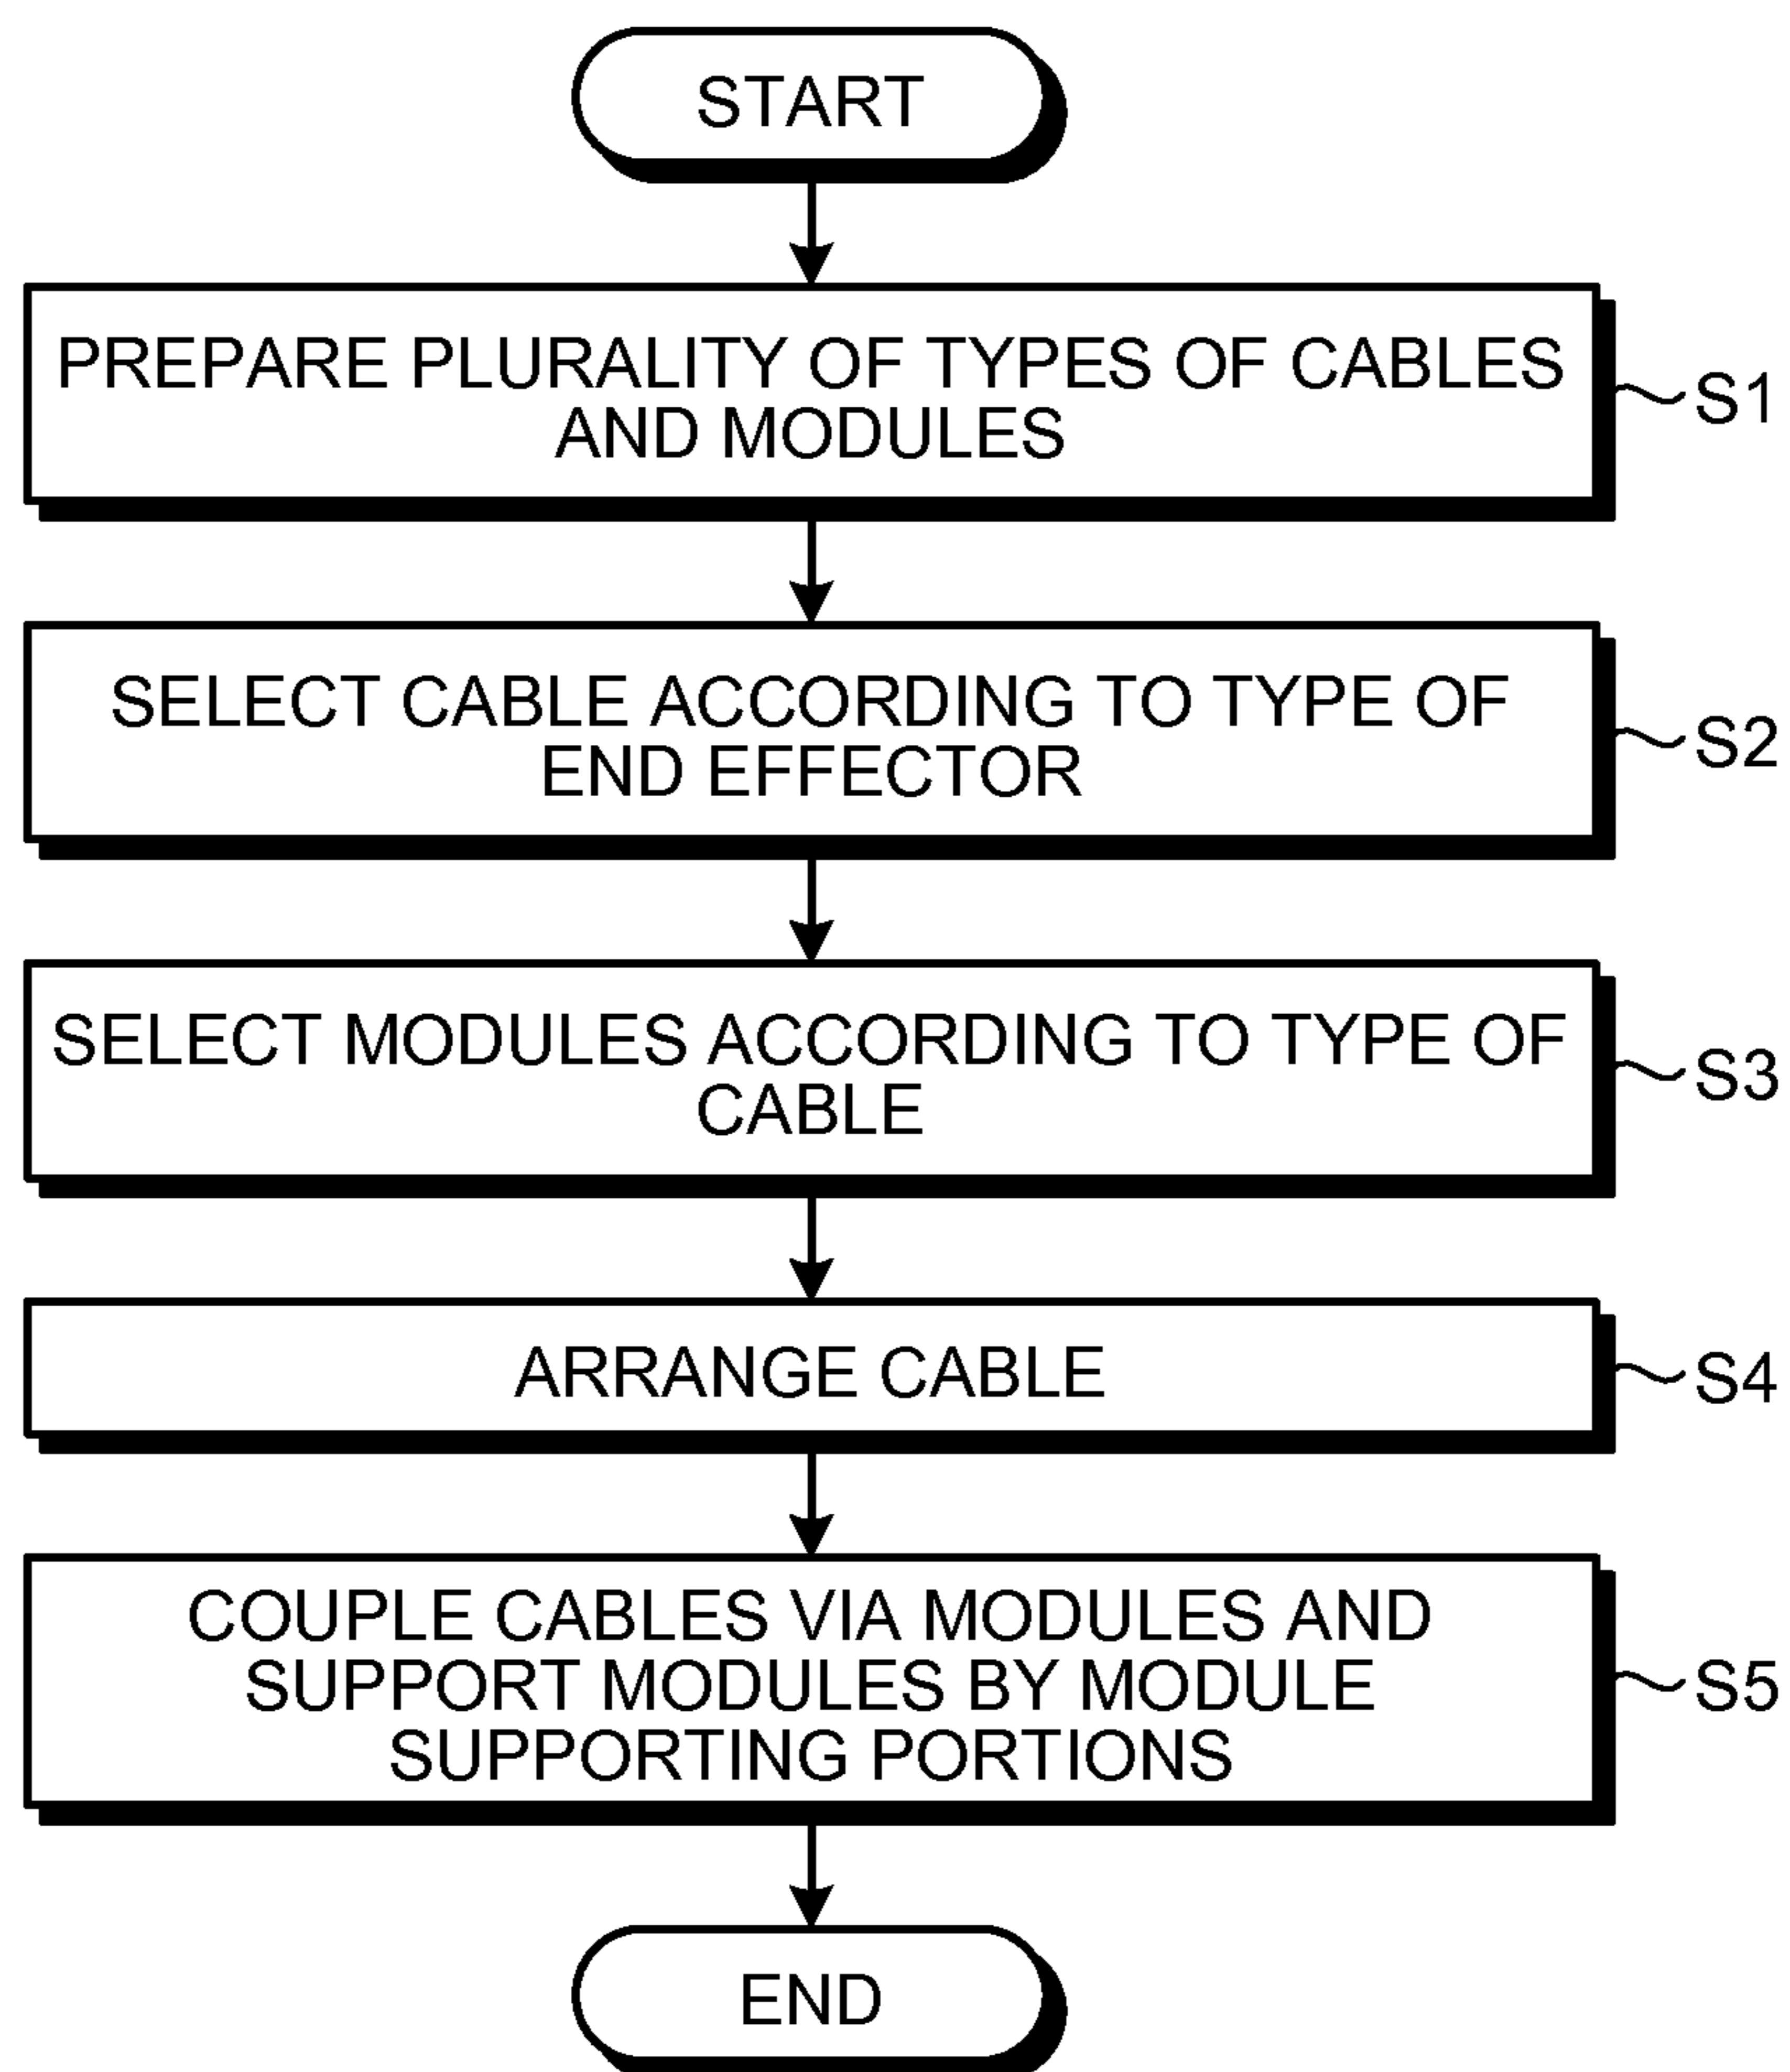 START
PREPARE PLURALITY OF TYPES OF CABLES
AND MODULES
S1
SELECT CABLE ACCORDING TO TYPE OF
END EFFECTOR
S2
SELECT MODULES ACCORDING TO TYPE OF
CABLE
S3
ARRANGE CABLE
S4
COUPLE CABLES VIA MODULES AND
SUPPORT MODULES BY MODULE
SUPPORTING PORTIONS
S5
END